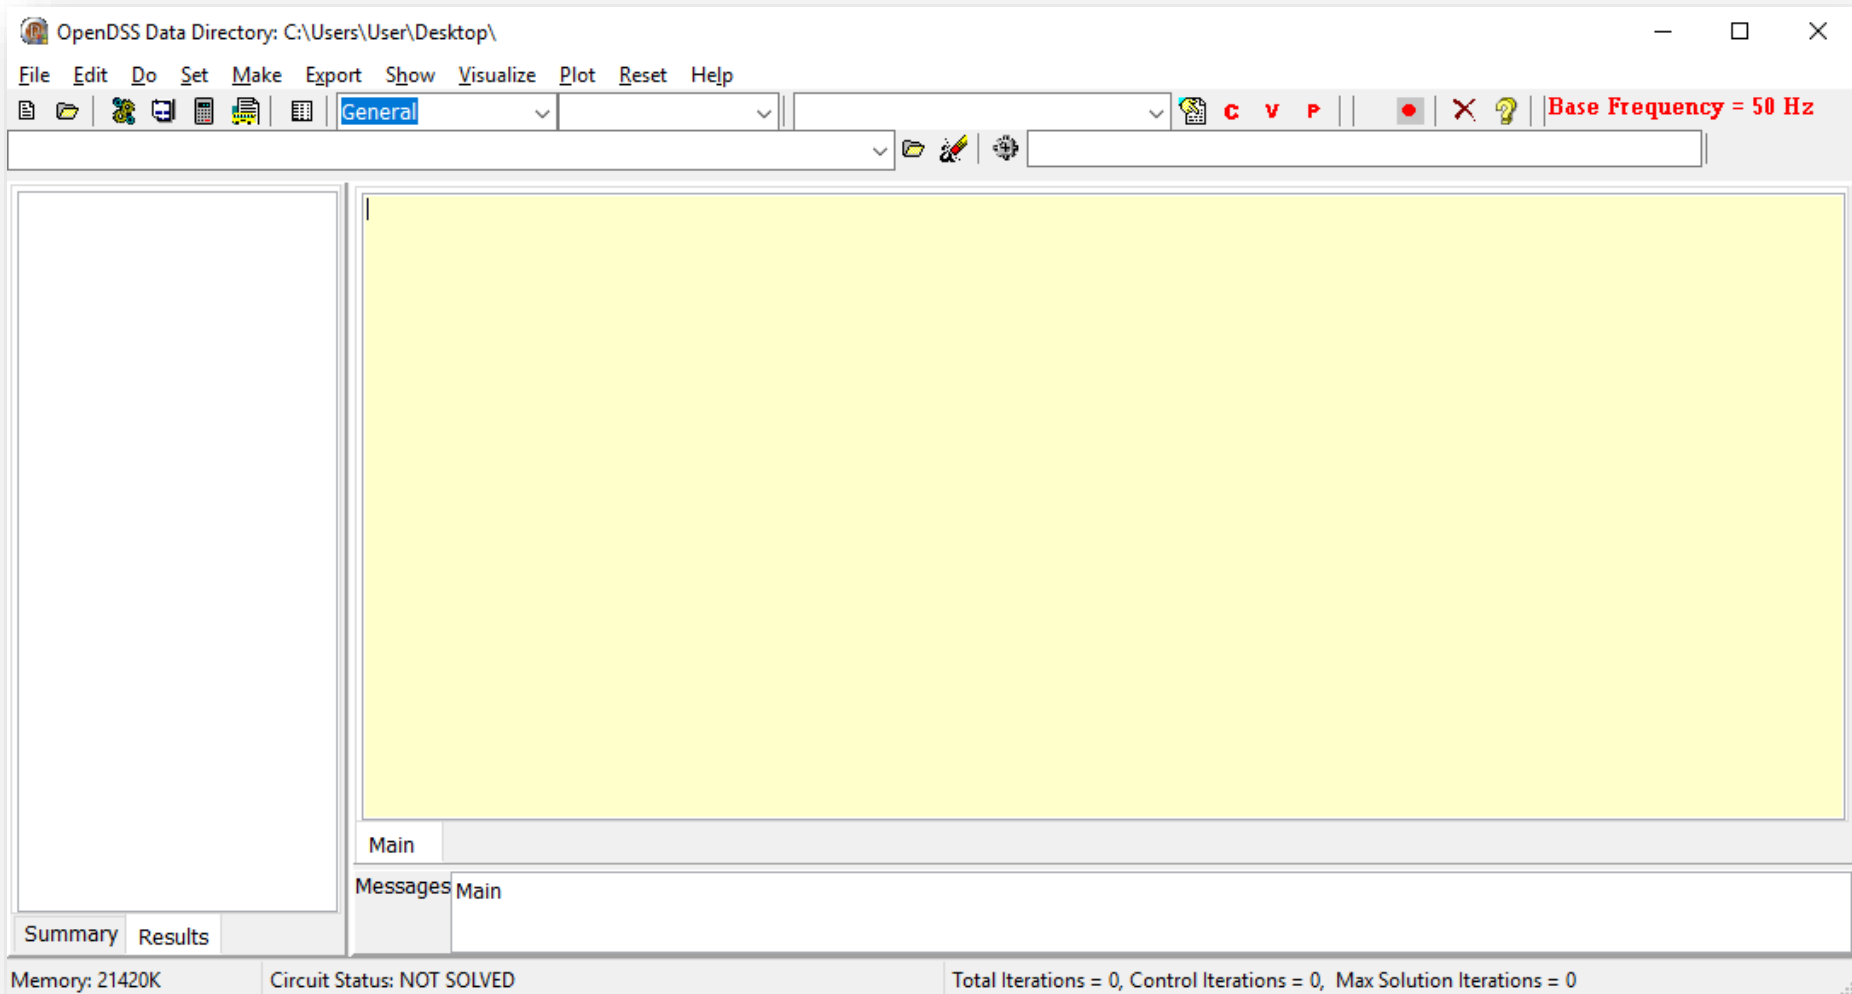 OpenDSS Data Directory: C:\Users\User\Desktop\
File Edit Do Set Make Export Show Visualize Plot Reset Help
General C V P Base Frequency = 50 Hz
Main
Messages Main
Summary Results
Memory: 21420K Circuit Status: NOT SOLVED Total Iterations = 0, Control Iterations = 0, Max Solution Iterations = 0